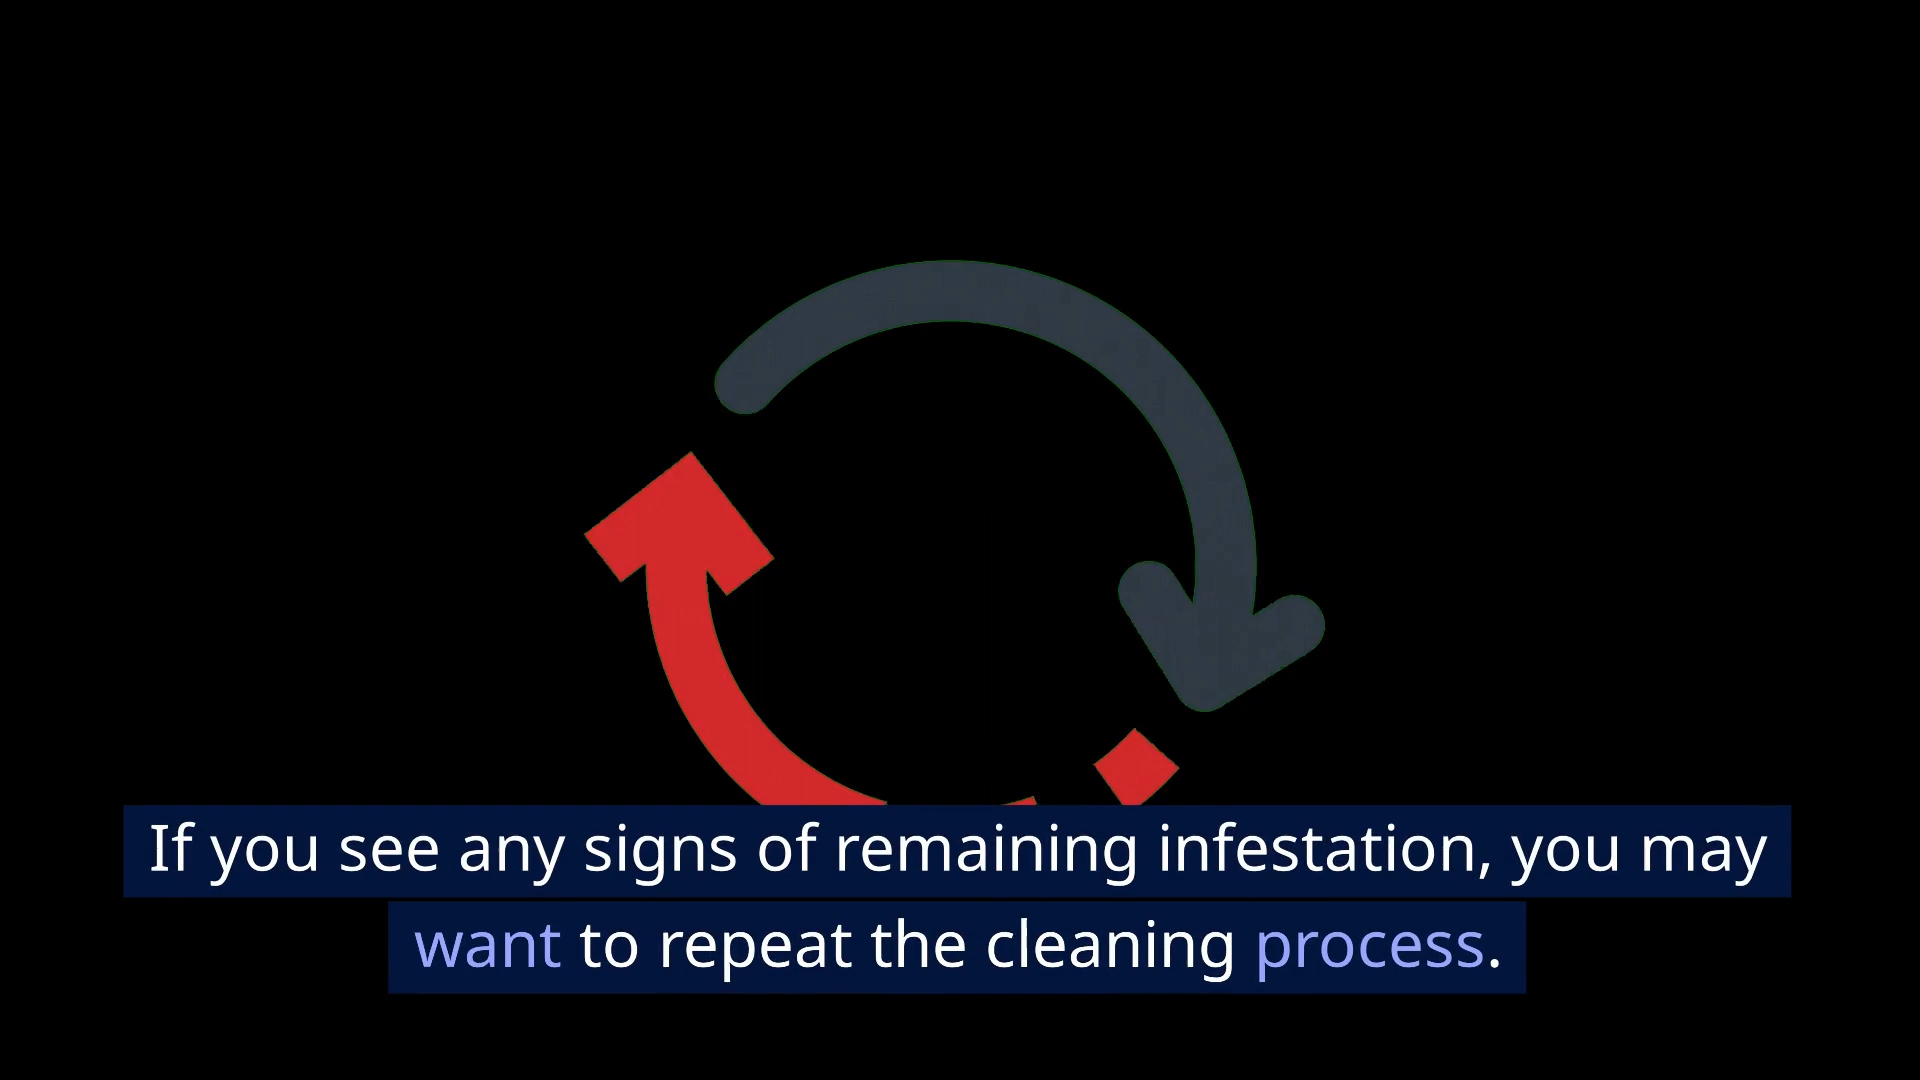 If you see any signs of remaining infestation, you may
want to repeat the cleaning process.